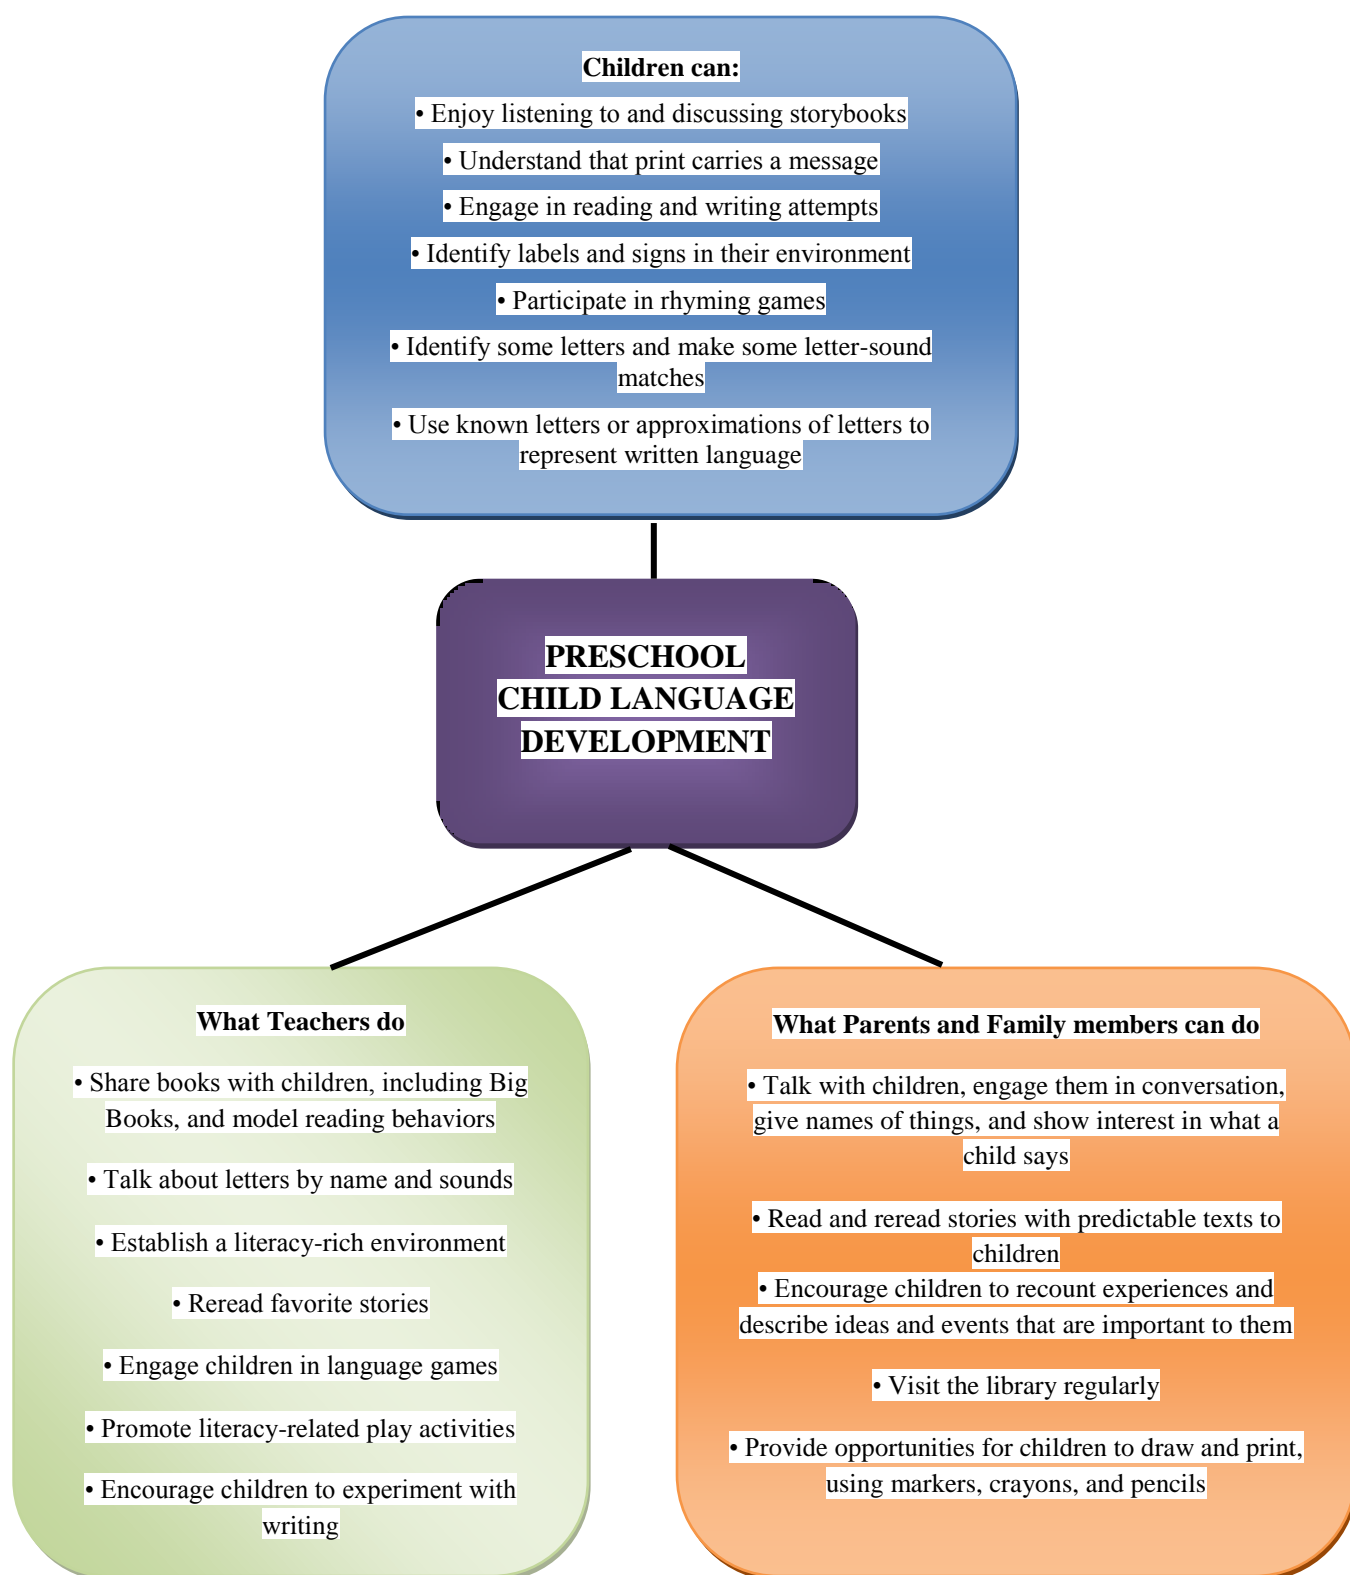 Children can:
• Enjoy listening to and discussing storybooks
• Understand that print carries a message
• Engage in reading and writing attempts
• Identify labels and signs in their environment
• Participate in rhyming games
• Identify some letters and make some letter-sound
matches
• Use known letters or approximations of letters to
represent written language
PRESCHOOL
CHILD LANGUAGE
DEVELOPMENT
What Teachers do
• Share books with children, including Big
Books, and model reading behaviors
• Talk about letters by name and sounds
• Establish a literacy-rich environment
• Reread favorite stories
• Engage children in language games
• Promote literacy-related play activities
• Encourage children to experiment with
writing
What Parents and Family members can do
• Talk with children, engage them in conversation,
give names of things, and show interest in what a
child says
• Read and reread stories with predictable texts to
children
• Encourage children to recount experiences and
describe ideas and events that are important to them
• Visit the library regularly
• Provide opportunities for children to draw and print,
using markers, crayons, and pencils